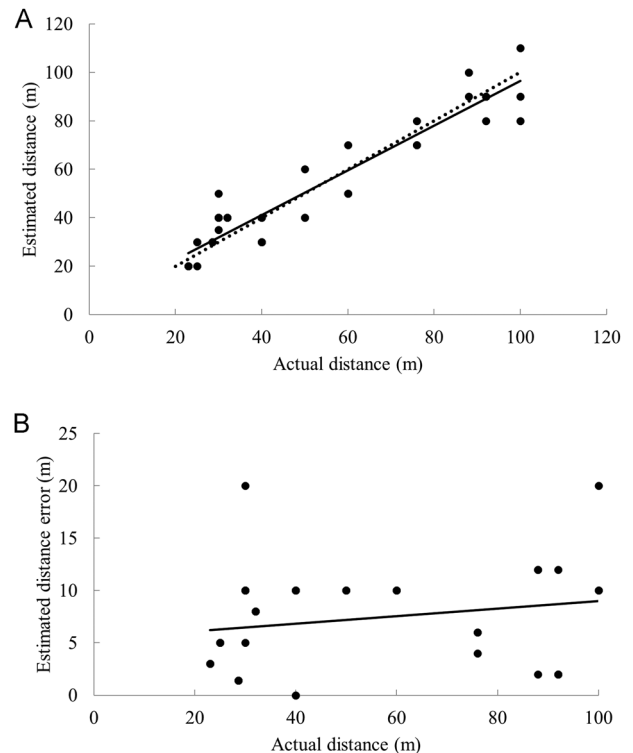 A
120
100
80
60
40
20
0
Estimated distance (m)
0 20 40 60 80 100 120
Actual distance (m)
B
25
20
15
10
5
0
Estimated distance error (m)
0 20 40 60 80 100
Actual distance (m)